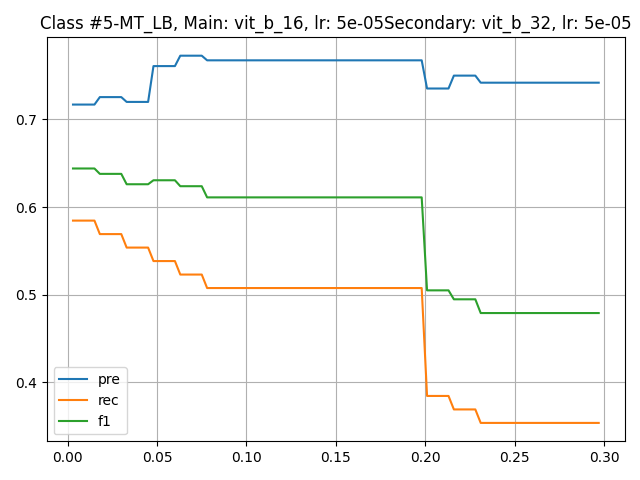 Class #5-MT_LB, Main: vit_b_16, lr: 5e-05Secondary: vit_b_32, lr: 5e-05
0.7
0.6
0.5
0.4
pre
rec
f1
0.00 0.05 0.10 0.15 0.20 0.25 0.30